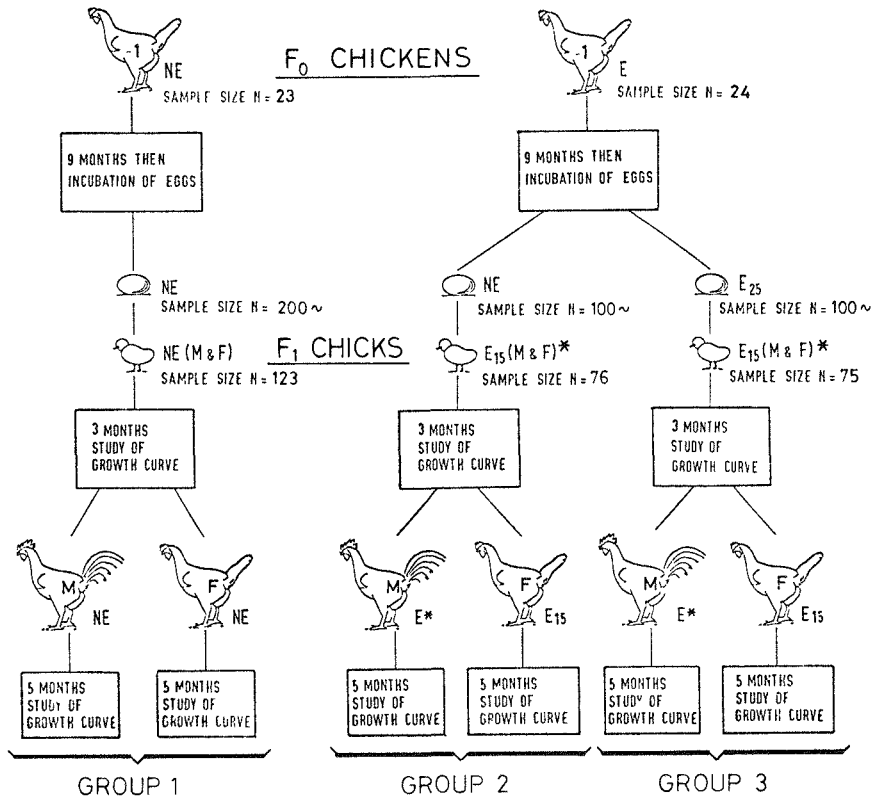 F₀ CHICKENS
-1
NE
SAMPLE SIZE N = 23
-1
E
SAMPLE SIZE N = 24
9 MONTHS THEN
INCUBATION OF EGGS
9 MONTHS THEN
INCUBATION OF EGGS
NE
SAMPLE SIZE N = 200~
NE
SAMPLE SIZE N = 100~
E₂₅
SAMPLE SIZE N = 100~
F₁ CHICKS
NE (M & F)
SAMPLE SIZE N = 123
E₁₅(M & F)*
SAMPLE SIZE N = 76
E₁₅(M & F)*
SAMPLE SIZE N = 75
3 MONTHS
STUDY OF
GROWTH CURVE
3 MONTHS
STUDY OF
GROWTH CURVE
3 MONTHS
STUDY OF
GROWTH CURVE
M
NE
F
NE
M
E*
F
E₁₅
M
E*
F
E₁₅
5 MONTHS
STUDY OF
GROWTH CURVE
5 MONTHS
STUDY OF
GROWTH CURVE
5 MONTHS
STUDY OF
GROWTH CURVE
5 MONTHS
STUDY OF
GROWTH CURVE
5 MONTHS
STUDY OF
GROWTH CURVE
5 MONTHS
STUDY OF
GROWTH CURVE
GROUP 1
GROUP 2
GROUP 3